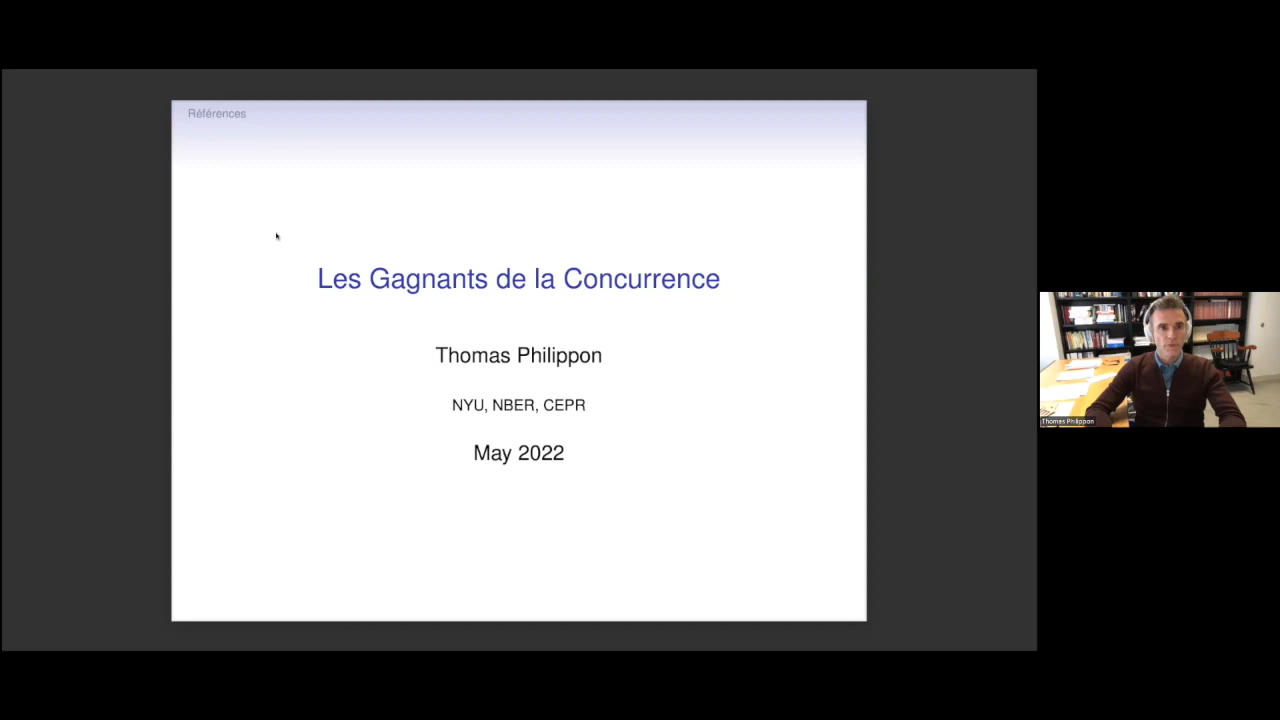 Références
Les Gagnants de la Concurrence
Thomas Philippon
NYU, NBER, CEPR
May 2022
Thomas Philippon